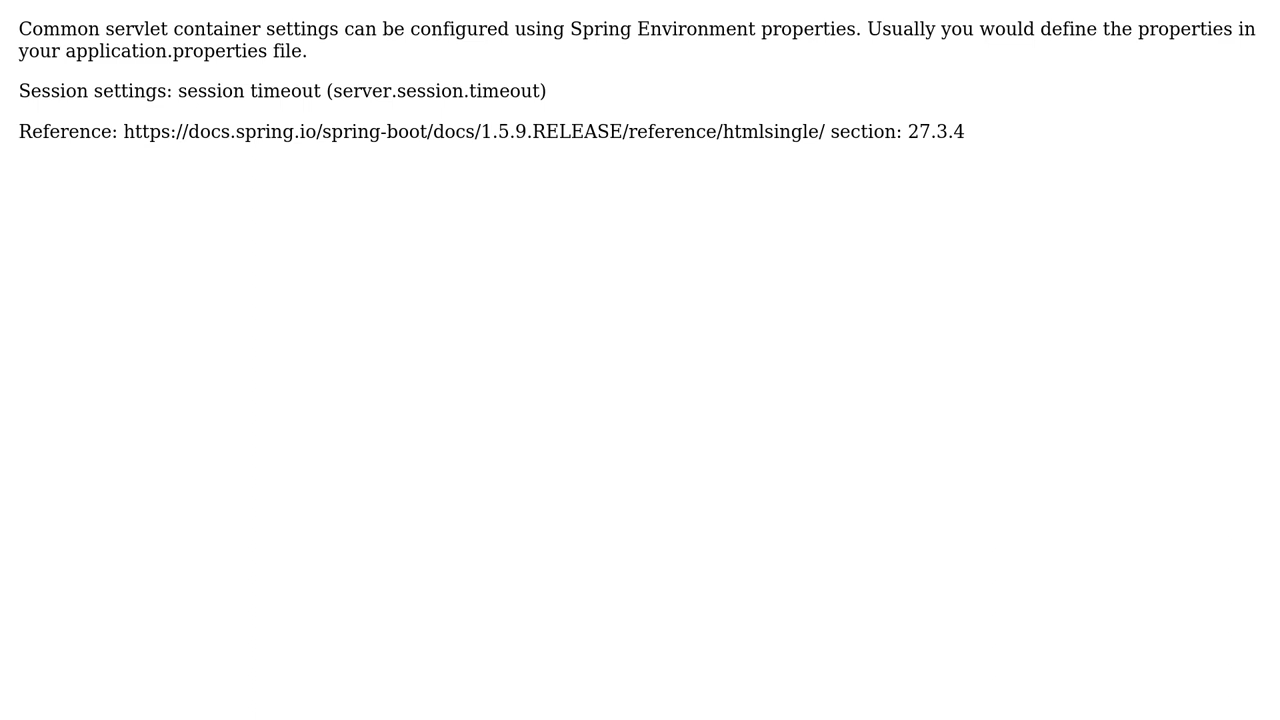 Common servlet container settings can be configured using Spring Environment properties. Usually you would define the properties in
your application.properties file.
Session settings: session timeout (server.session.timeout)
Reference: https://docs.spring.io/spring-boot/docs/1.5.9.RELEASE/reference/htmlsingle/ section: 27.3.4